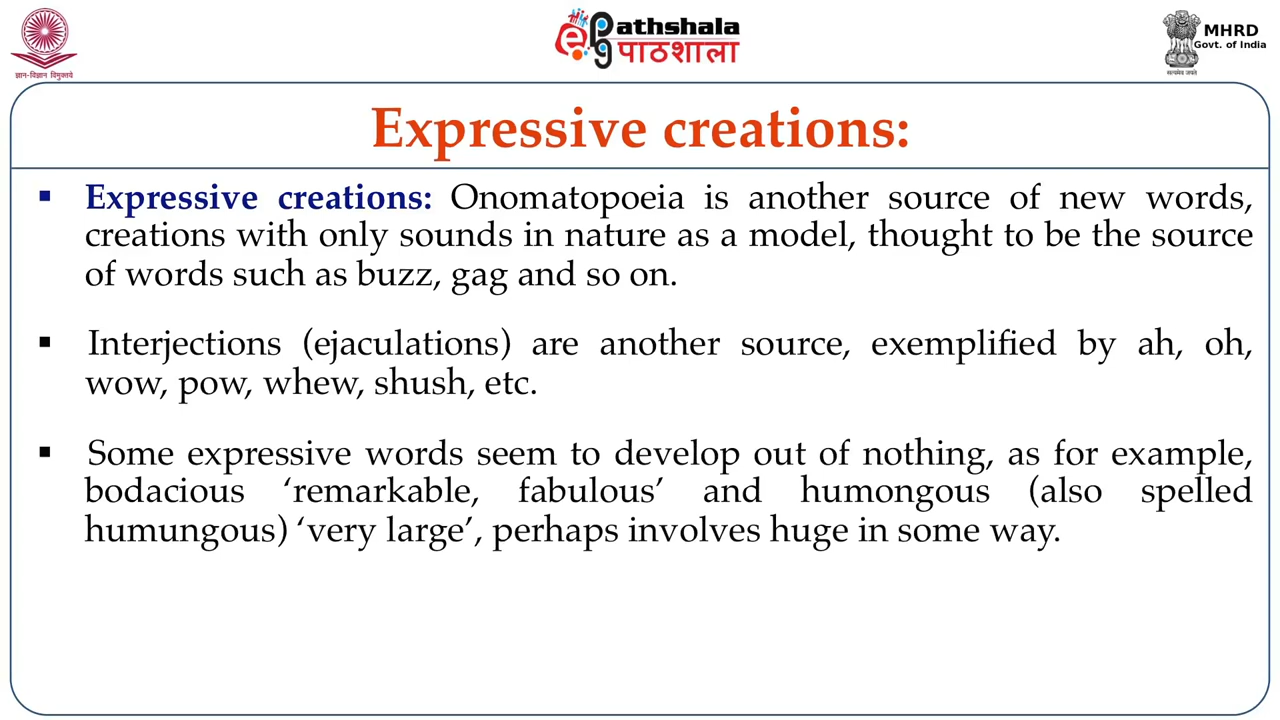 ज्ञान-विज्ञान विमुक्तये
ePathshala
पाठशाला
MHRD
Govt. of India
सत्यमेव जयते
Expressive creations:
▪ Expressive creations: Onomatopoeia is another source of new words,
creations with only sounds in nature as a model, thought to be the source
of words such as buzz, gag and so on.
▪ Interjections (ejaculations) are another source, exemplified by ah, oh,
wow, pow, whew, shush, etc.
▪ Some expressive words seem to develop out of nothing, as for example,
bodacious ‘remarkable, fabulous’ and humongous (also spelled
humungous) ‘very large’, perhaps involves huge in some way.